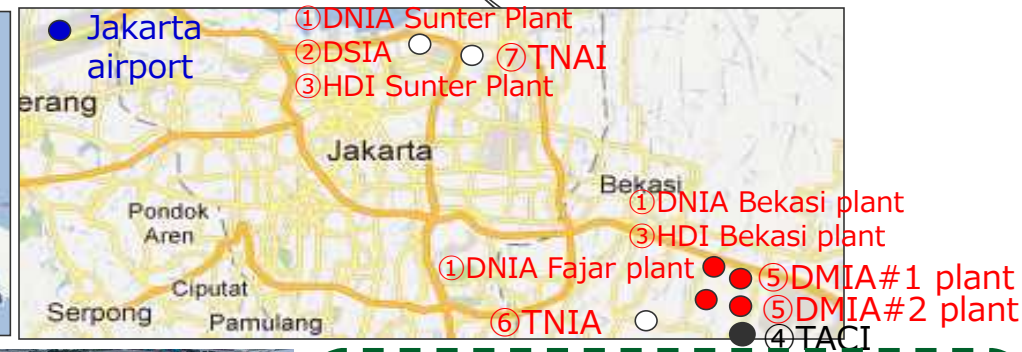 Jakarta
airport
①DNIA Sunter Plant
②DSIA
③HDI Sunter Plant
⑦TNAI
erang
Jakarta
Bekasi
Pondok
Aren
①DNIA Bekasi plant
③HDI Bekasi plant
①DNIA Fajar plant
⑤DMIA#1 plant
⑤DMIA#2 plant
Ciputat
Serpong
Pamulang
⑥TNIA
④TACI